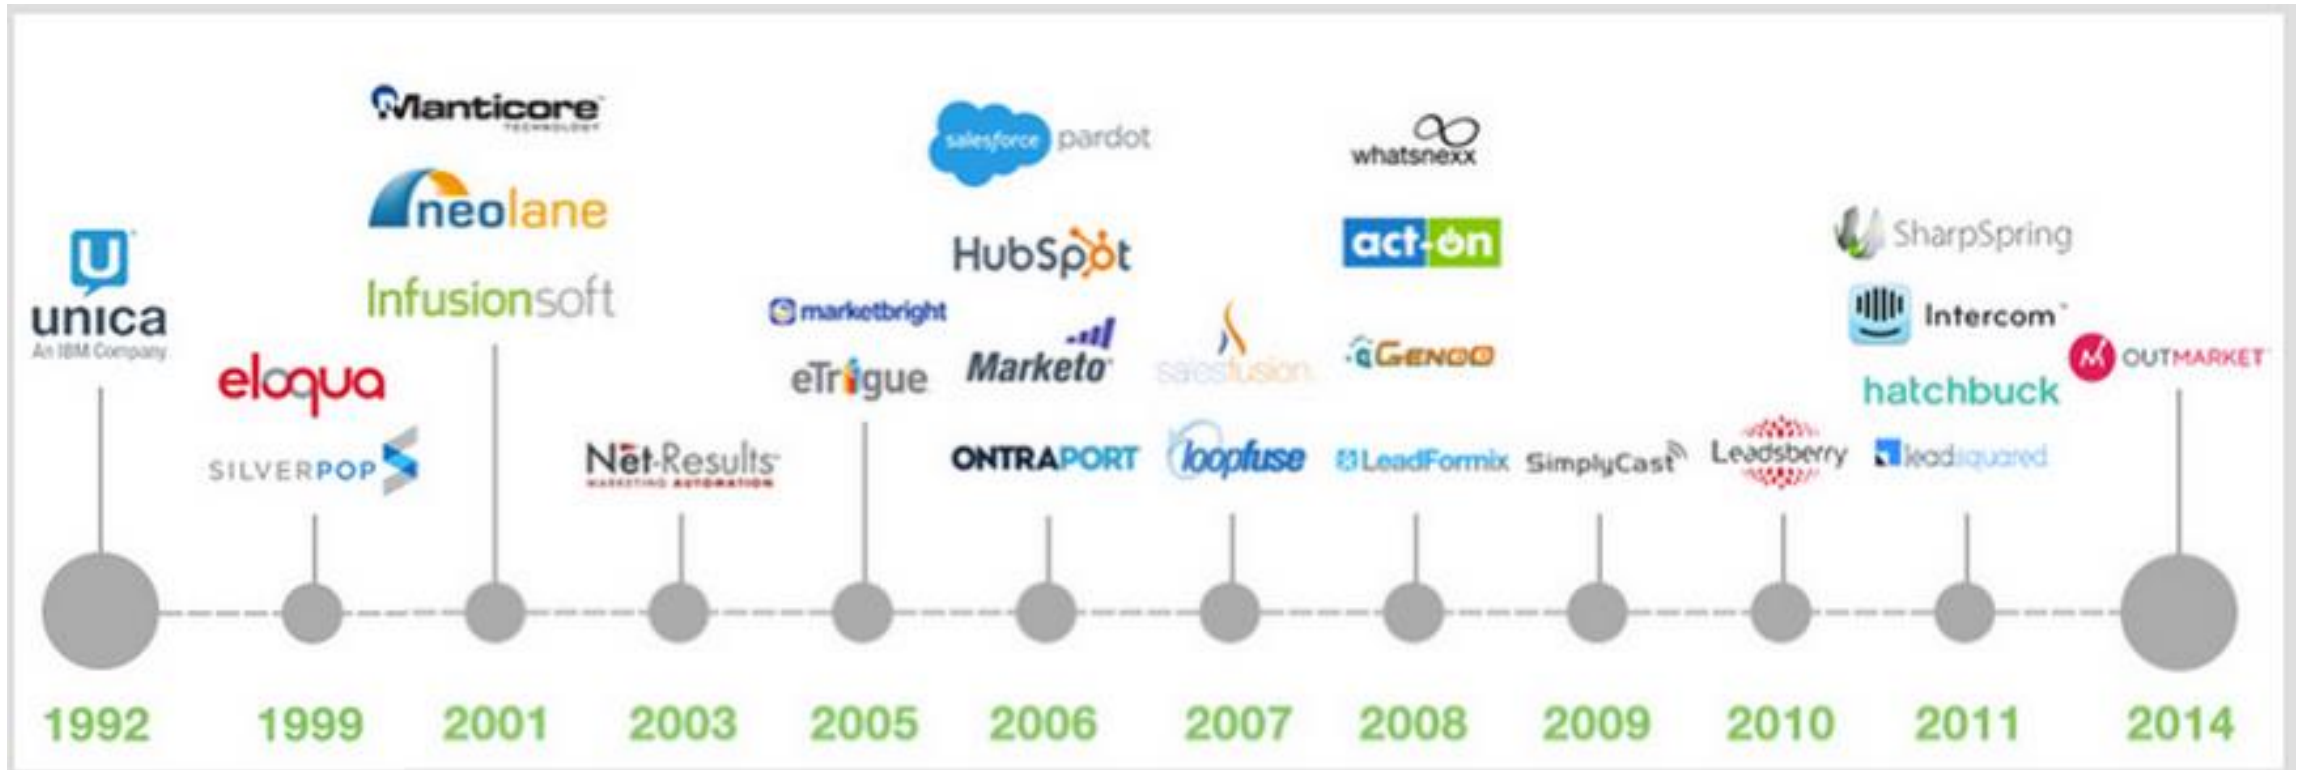 unica
An IBM Company
eloqua
SILVERPOP
Manticore
TECHNOLOGY
neolane
Infusionsoft
Net-Results
MARKETING AUTOMATION
marketbright
eTrigue
salesforce pardot
HubSpot
Marketo
ONTRAPORT
salesfusion
loopfuse
whatsnexx
act-on
GENOO
LeadFormix
SimplyCast
Leadsberry
SharpSpring
Intercom
hatchbuck
leadsquared
OUTMARKET
1992 1999 2001 2003 2005 2006 2007 2008 2009 2010 2011 2014